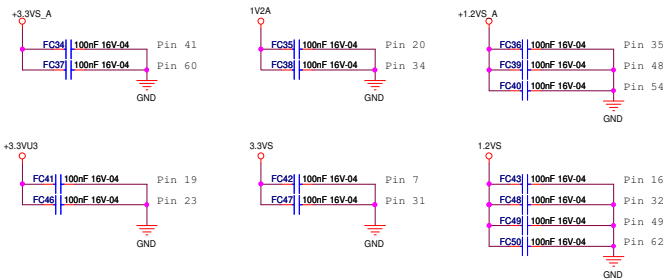 +3.3VS_A
FC34 100nF 16V-04 Pin 41
FC37 100nF 16V-04 Pin 60
GND
1V2A
FC35 100nF 16V-04 Pin 20
FC38 100nF 16V-04 Pin 34
GND
+1.2VS_A
FC36 100nF 16V-04 Pin 35
FC39 100nF 16V-04 Pin 48
FC40 100nF 16V-04 Pin 54
GND
+3.3VU3
FC41 100nF 16V-04 Pin 19
FC46 100nF 16V-04 Pin 23
GND
3.3VS
FC42 100nF 16V-04 Pin 7
FC47 100nF 16V-04 Pin 31
GND
1.2VS
FC43 100nF 16V-04 Pin 16
FC48 100nF 16V-04 Pin 32
FC49 100nF 16V-04 Pin 49
FC50 100nF 16V-04 Pin 62
GND